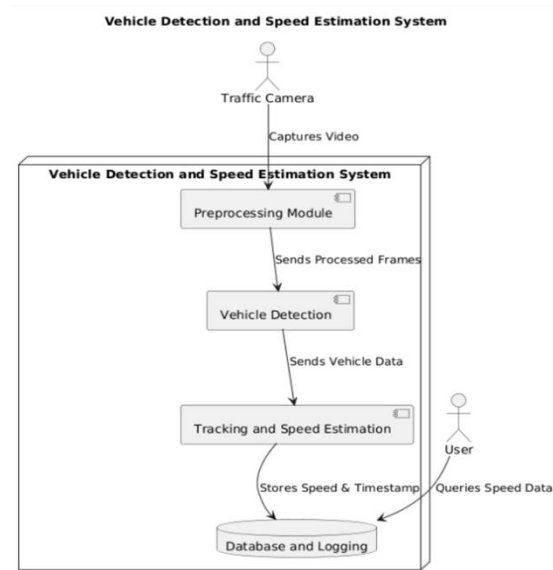 Vehicle Detection and Speed Estimation System
Traffic Camera
Captures Video
Vehicle Detection and Speed Estimation System
Preprocessing Module
Sends Processed Frames
Vehicle Detection
Sends Vehicle Data
Tracking and Speed Estimation
User
Stores Speed & Timestamp
Queries Speed Data
Database and Logging